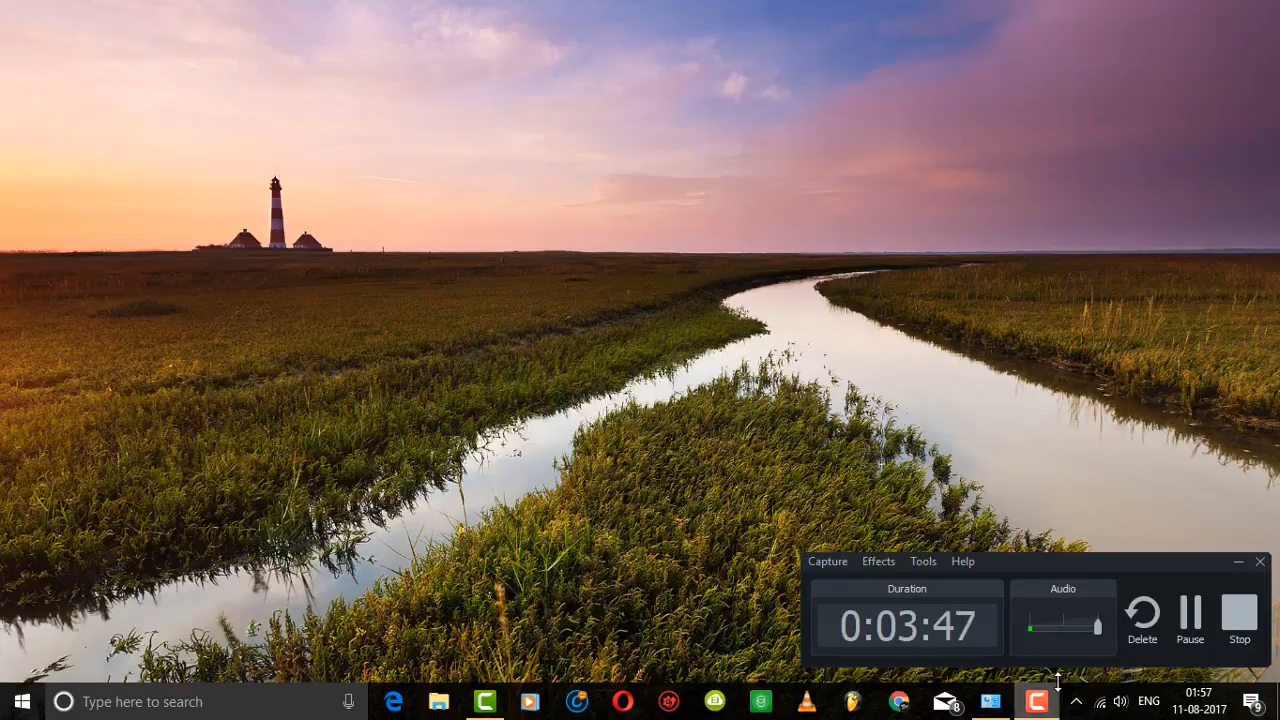 Capture Effects Tools Help
Duration Audio
0:03:47
Delete Pause Stop
Type here to search
8
ENG
01:57
11-08-2017
9